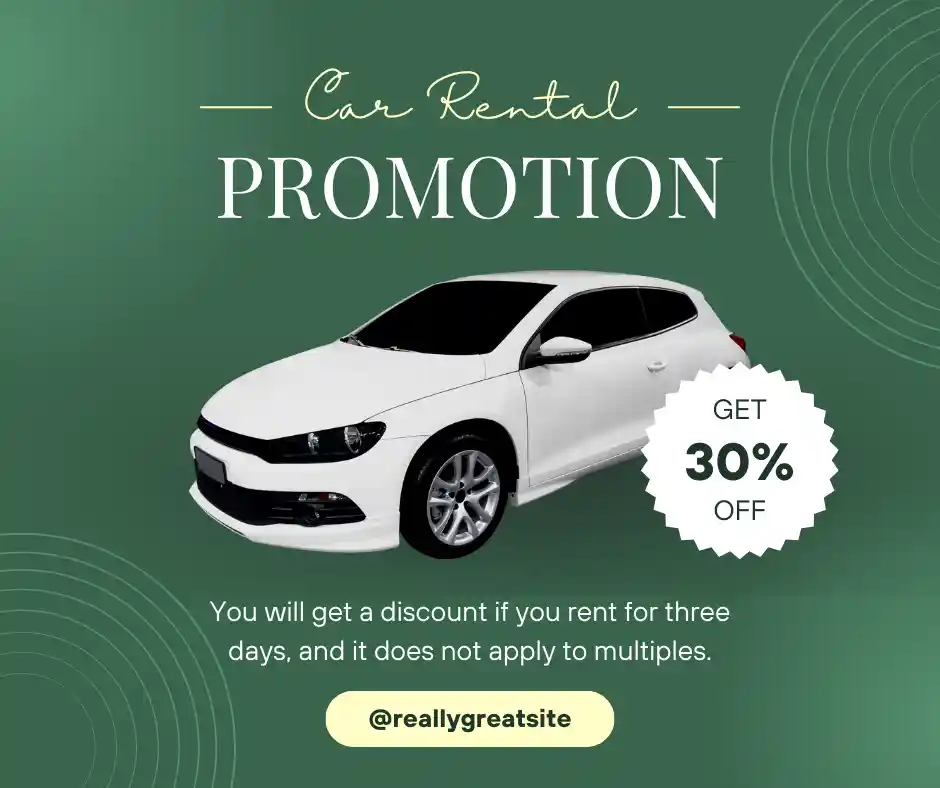 Car Rental
PROMOTION
GET
30%
OFF
You will get a discount if you rent for three
days, and it does not apply to multiples.
@reallygreatsite